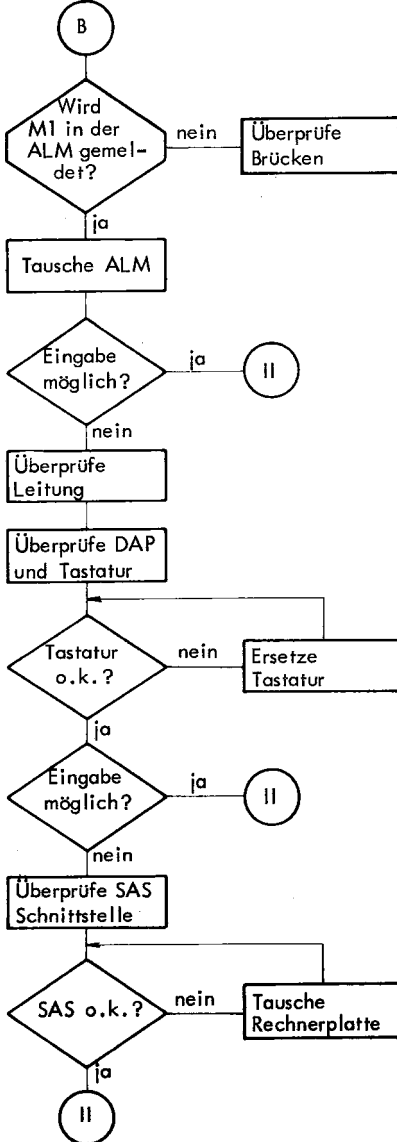 B
Wird
M1 in der
ALM gemel-
det?
nein
Überprüfe
Brücken
ja
Tausche ALM
Eingabe
möglich?
ja
II
nein
Überprüfe
Leitung
Überprüfe DAP
und Tastatur
Tastatur
o.k.?
nein
Ersetze
Tastatur
ja
Eingabe
möglich?
ja
II
nein
Überprüfe SAS
Schnittstelle
SAS o.k.?
nein
Tausche
Rechnerplatte
ja
II